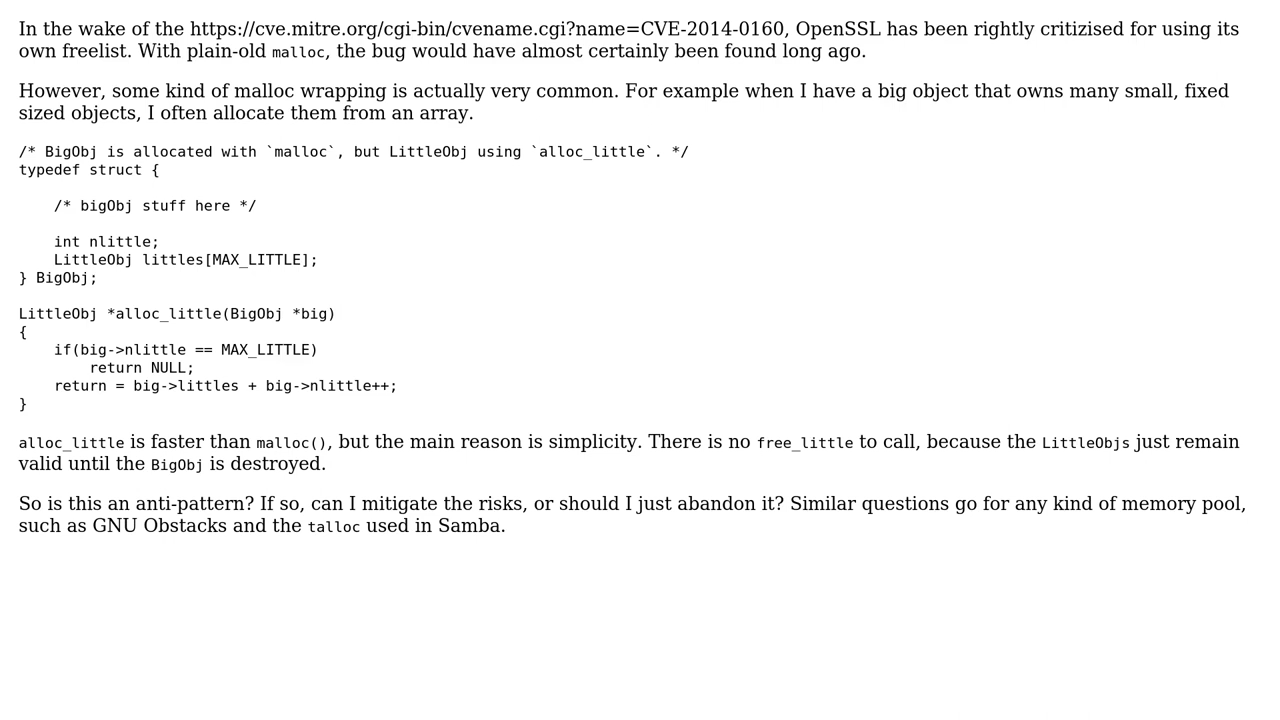 In the wake of the https://cve.mitre.org/cgi-bin/cvename.cgi?name=CVE-2014-0160, OpenSSL has been rightly critizised for using its
own freelist. With plain-old malloc, the bug would have almost certainly been found long ago.
However, some kind of malloc wrapping is actually very common. For example when I have a big object that owns many small, fixed
sized objects, I often allocate them from an array.
/* BigObj is allocated with `malloc`, but LittleObj using `alloc_little`. */
typedef struct {
    /* bigObj stuff here */
    int nlittle;
    LittleObj littles[MAX_LITTLE];
} BigObj;
LittleObj *alloc_little(BigObj *big)
{
    if(big->nlittle == MAX_LITTLE)
        return NULL;
    return = big->littles + big->nlittle++;
}
alloc_little is faster than malloc(), but the main reason is simplicity. There is no free_little to call, because the LittleObjs just remain
valid until the BigObj is destroyed.
So is this an anti-pattern? If so, can I mitigate the risks, or should I just abandon it? Similar questions go for any kind of memory pool,
such as GNU Obstacks and the talloc used in Samba.